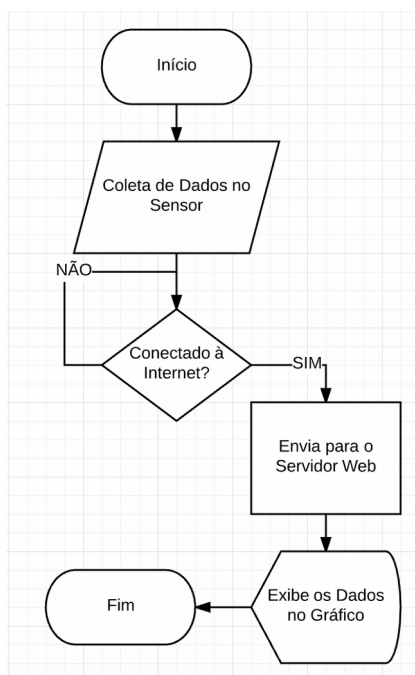 Início
Coleta de Dados no
Sensor
NÃO
Conectado à
Internet?
SIM
Envia para o
Servidor Web
Exibe os Dados
no Gráfico
Fim